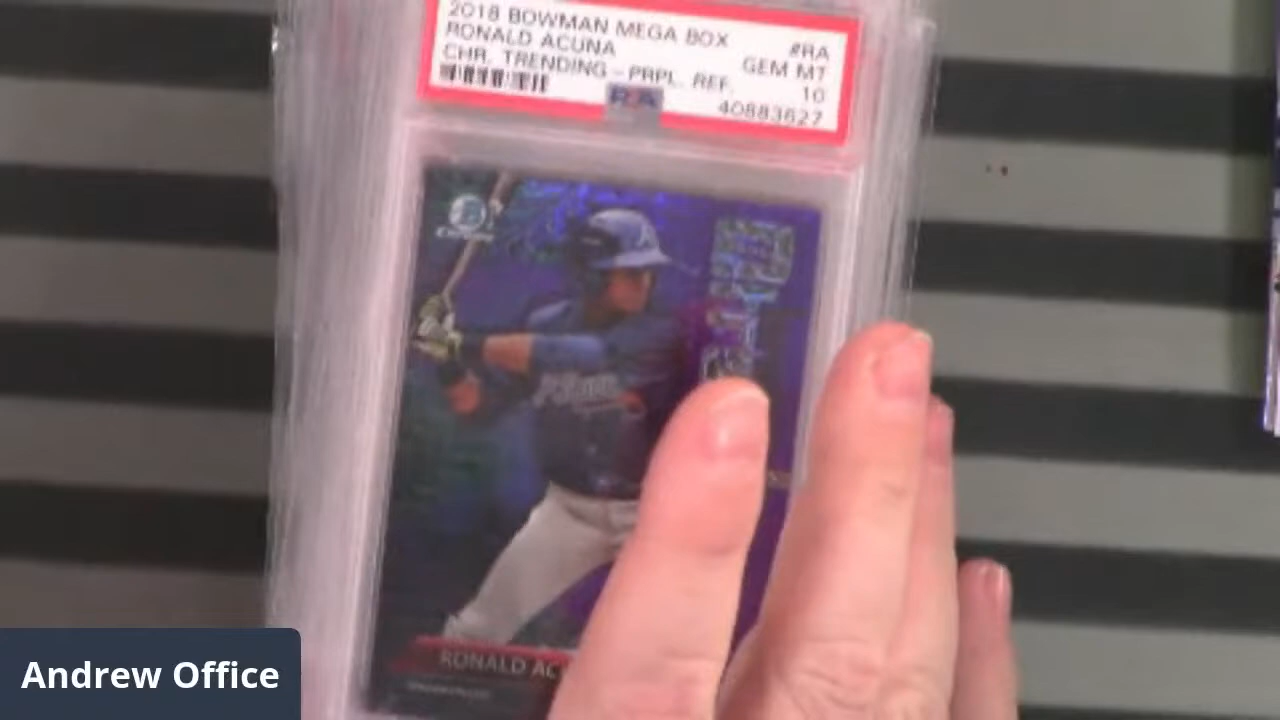 2018 BOWMAN MEGA BOX #RA
RONALD ACUNA GEM MT
CHR. TRENDING - PRPL. REF. 10
PSA 40883627
RONALD AC
Andrew Office